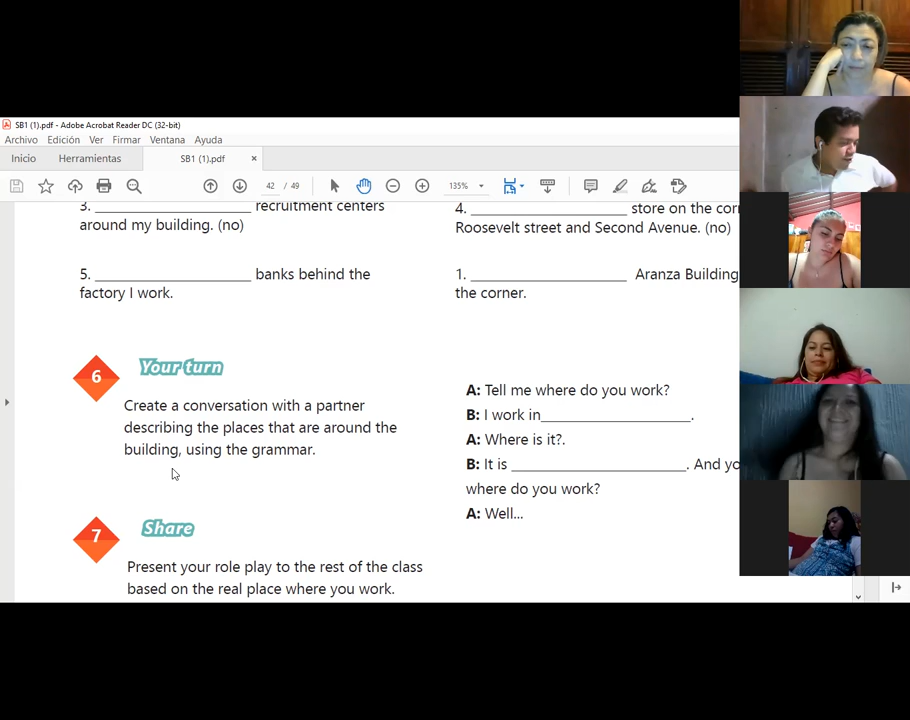 SB1 (1).pdf - Adobe Acrobat Reader DC (32-bit)
Archivo Edición Ver Firmar Ventana Ayuda
Inicio Herramientas SB1 (1).pdf ×
42 / 49 135%
3. ____________________ recruitment centers
around my building. (no)
4. ____________________ store on the
Roosevelt street and Second Avenue. (no)
5. ____________________ banks behind the
factory I work.
1. ____________________ Aranza Building
the corner.
6 Your turn
Create a conversation with a partner
describing the places that are around the
building, using the grammar.
A: Tell me where do you work?
B: I work in____________________.
A: Where is it?.
B: It is ____________________. And
where do you work?
A: Well...
7 Share
Present your role play to the rest of the class
based on the real place where you work.